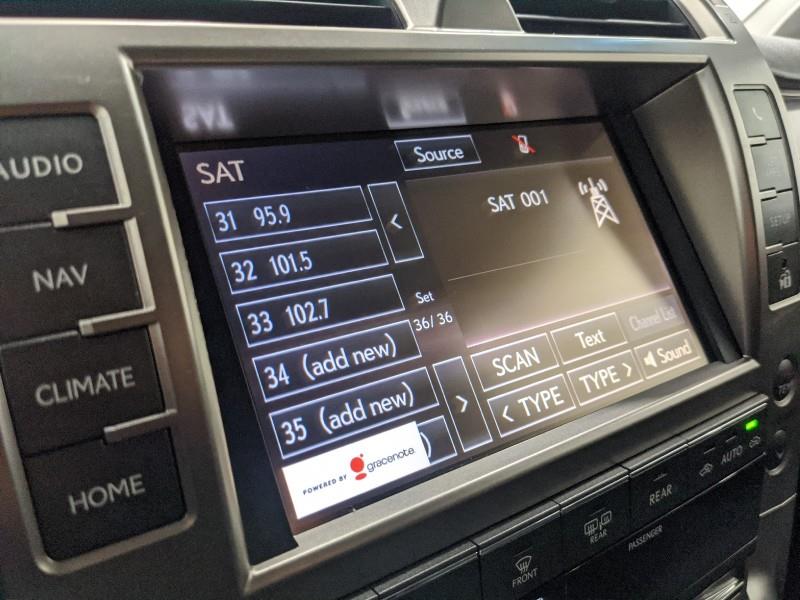 AUDIO
NAV
CLIMATE
HOME
SAT
Source
31 95.9
32 101.5
33 102.7
34 (add new)
35 (add new)
)
<
Set
36/36
>
SAT 001
SCAN
Text
Channel List
< TYPE
TYPE >
Sound
POWERED BY gracenote.
SETUP
FRONT
REAR
PASSENGER
REAR
AUTO